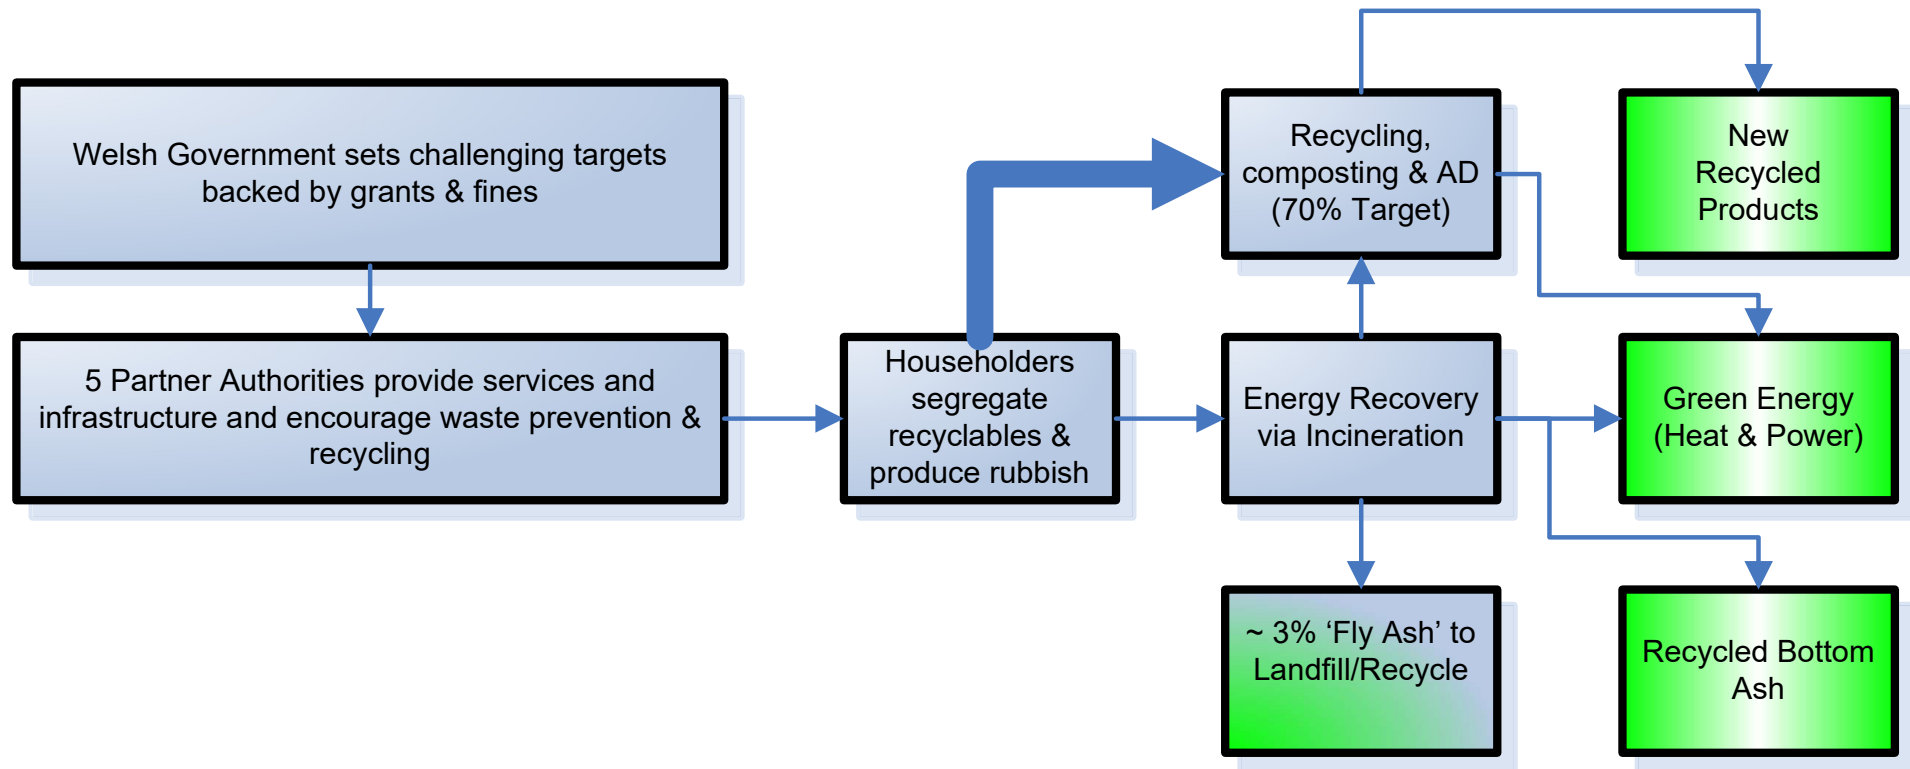 Welsh Government sets challenging targets
backed by grants & fines
5 Partner Authorities provide services and
infrastructure and encourage waste prevention &
recycling
Householders
segregate
recyclables &
produce rubbish
Recycling,
composting & AD
(70% Target)
New
Recycled
Products
Energy Recovery
via Incineration
Green Energy
(Heat & Power)
~ 3% ‘Fly Ash’ to
Landfill/Recycle
Recycled Bottom
Ash